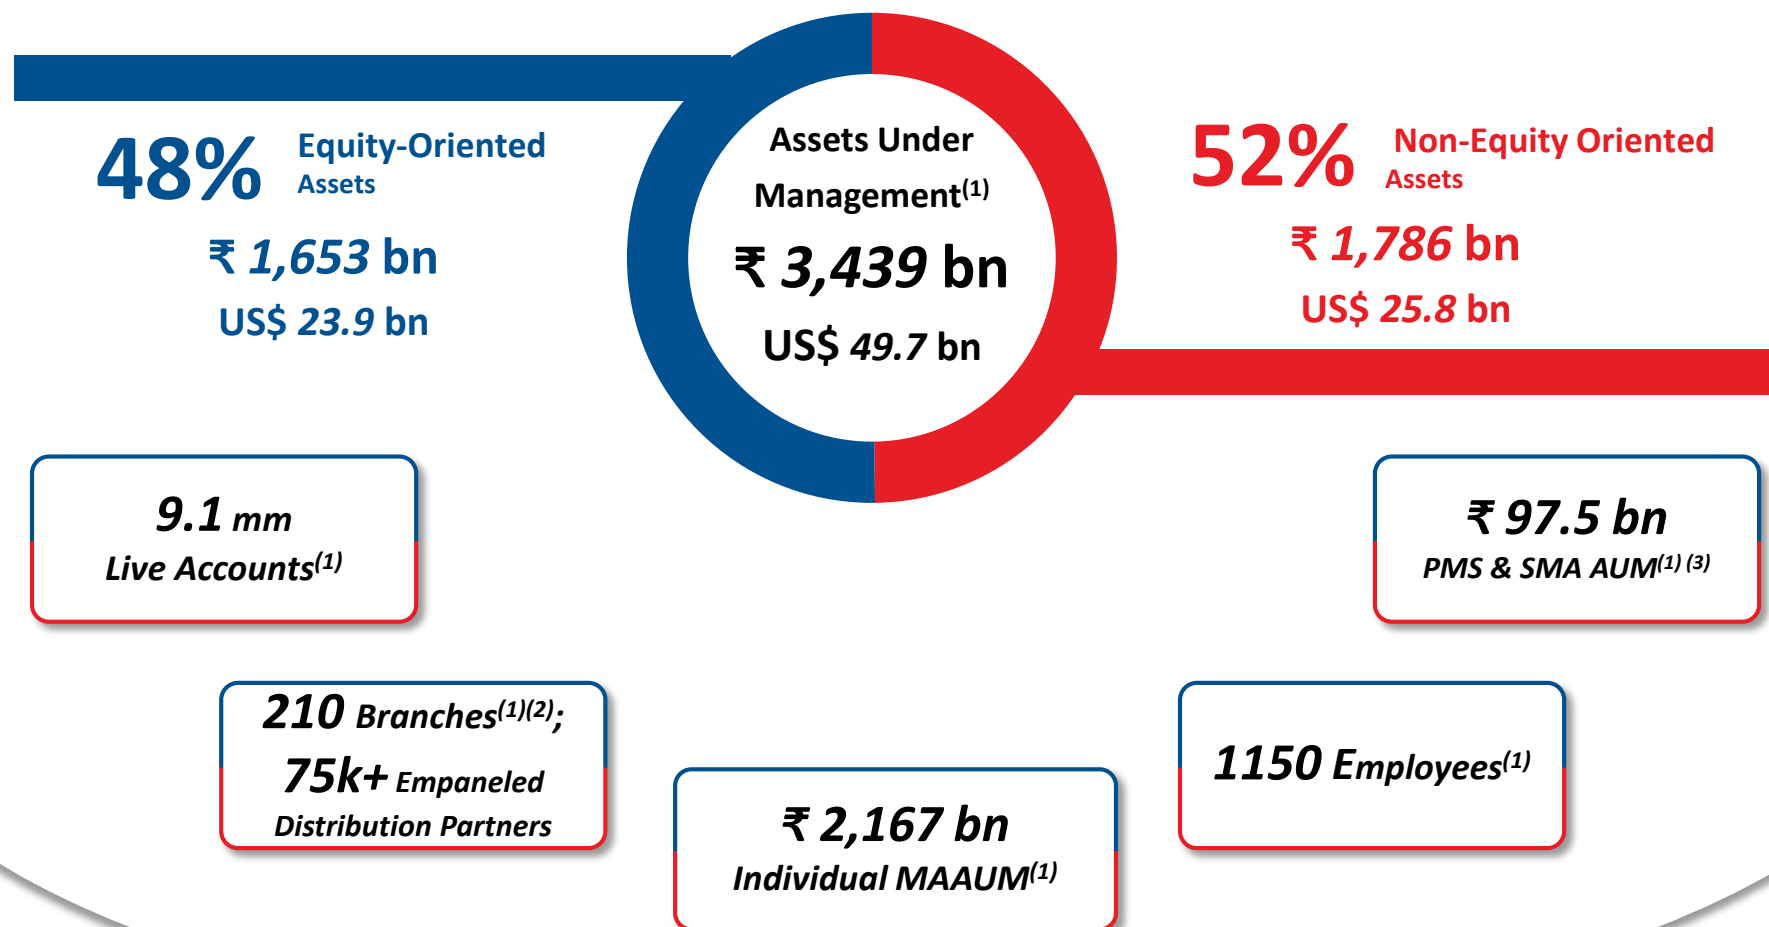 48% Equity-Oriented
Assets
₹ 1,653 bn
US$ 23.9 bn
Assets Under
Management(1)
₹ 3,439 bn
US$ 49.7 bn
52% Non-Equity Oriented
Assets
₹ 1,786 bn
US$ 25.8 bn
9.1 mm
Live Accounts(1)
₹ 97.5 bn
PMS & SMA AUM(1) (3)
210 Branches(1)(2);
75k+ Empaneled
Distribution Partners
₹ 2,167 bn
Individual MAAUM(1)
1150 Employees(1)